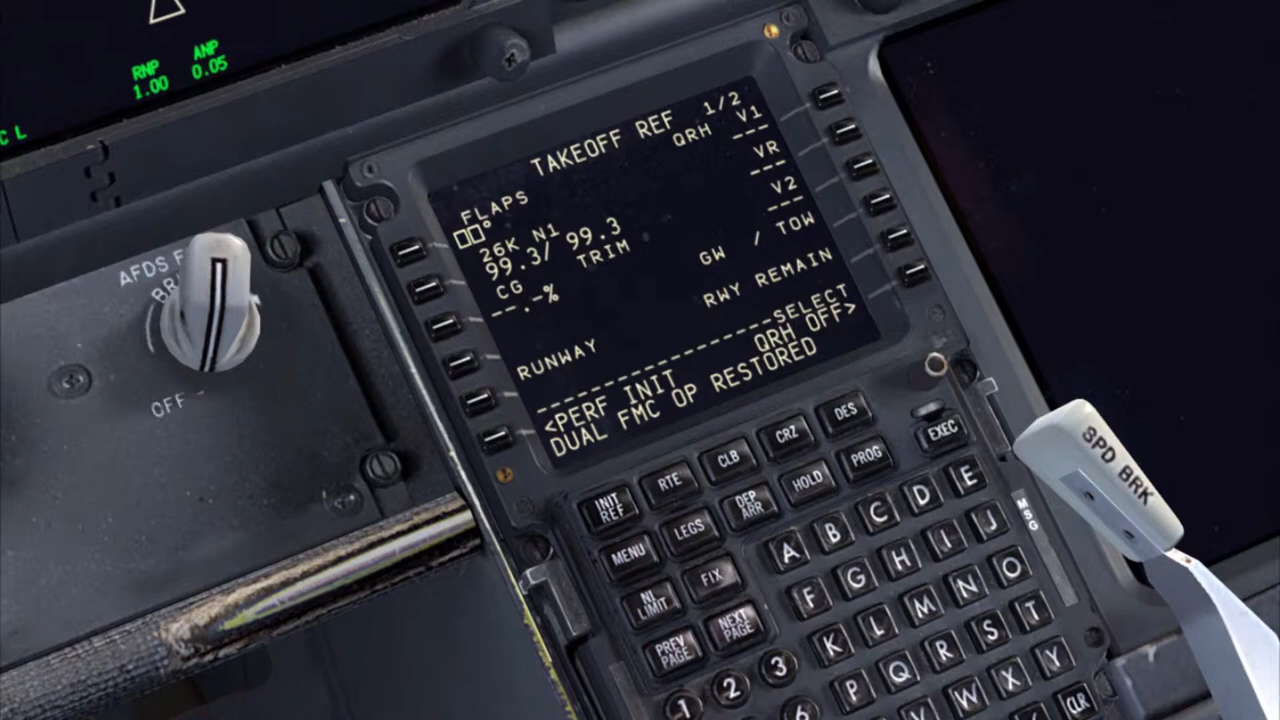 RNP ANP
1.00 0.05
C L
TAKEOFF REF 1/2
FLAPS QRH V1
□□° ---
26K N1 VR
99.3/ 99.3 ---
CG TRIM V2
--.-% ---
GW / TOW
RUNWAY RWY REMAIN
------------------SELECT
<PERF INIT QRH OFF>
DUAL FMC OP RESTORED
AFDS F
BR
OFF
INIT REF RTE CLB CRZ DES
MENU LEGS DEP ARR HOLD PROG EXEC
N1 LIMIT FIX
PREV PAGE NEXT PAGE
A B C D E
F G H I J
K L M N O
P Q R S T
W X Y
CLR
1 2 3
6
MSG
SPD BRK